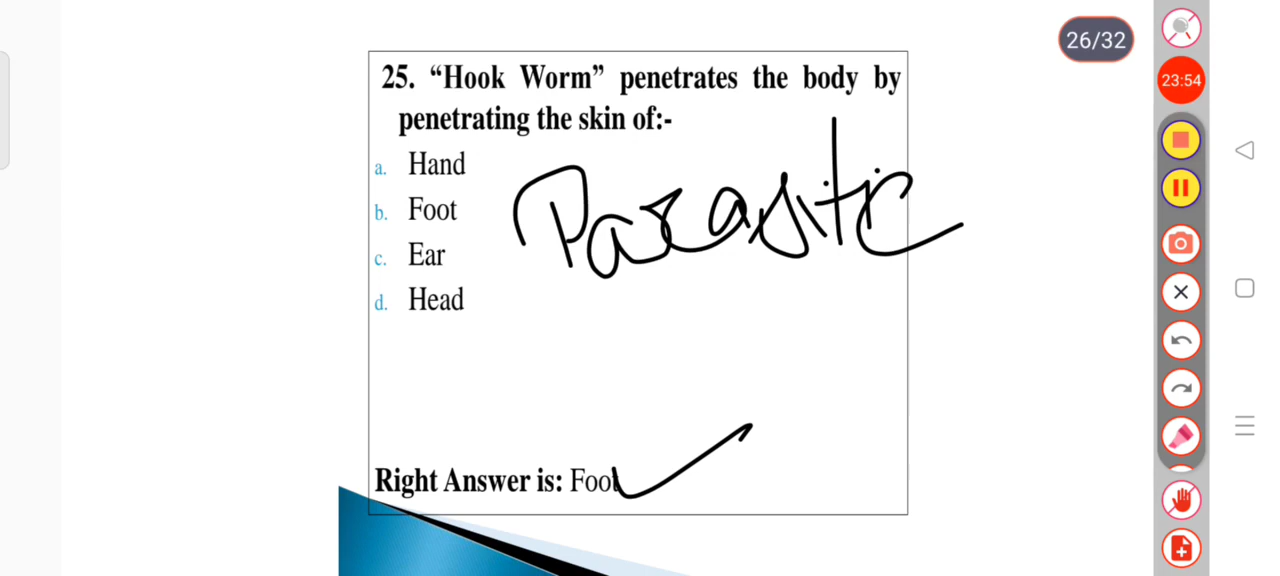 26/32
23:54
25. “Hook Worm” penetrates the body by
penetrating the skin of:-
a. Hand
b. Foot
c. Ear
d. Head
Parasitic
Right Answer is: Foot